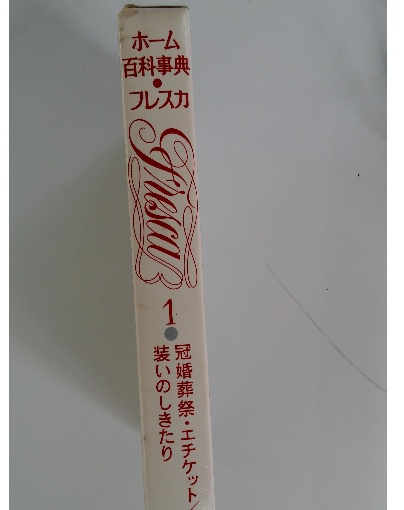 ホーム
百科事典
・
フレスカ
Fresca
1
冠婚葬祭・エチケット／
装いのしきたり